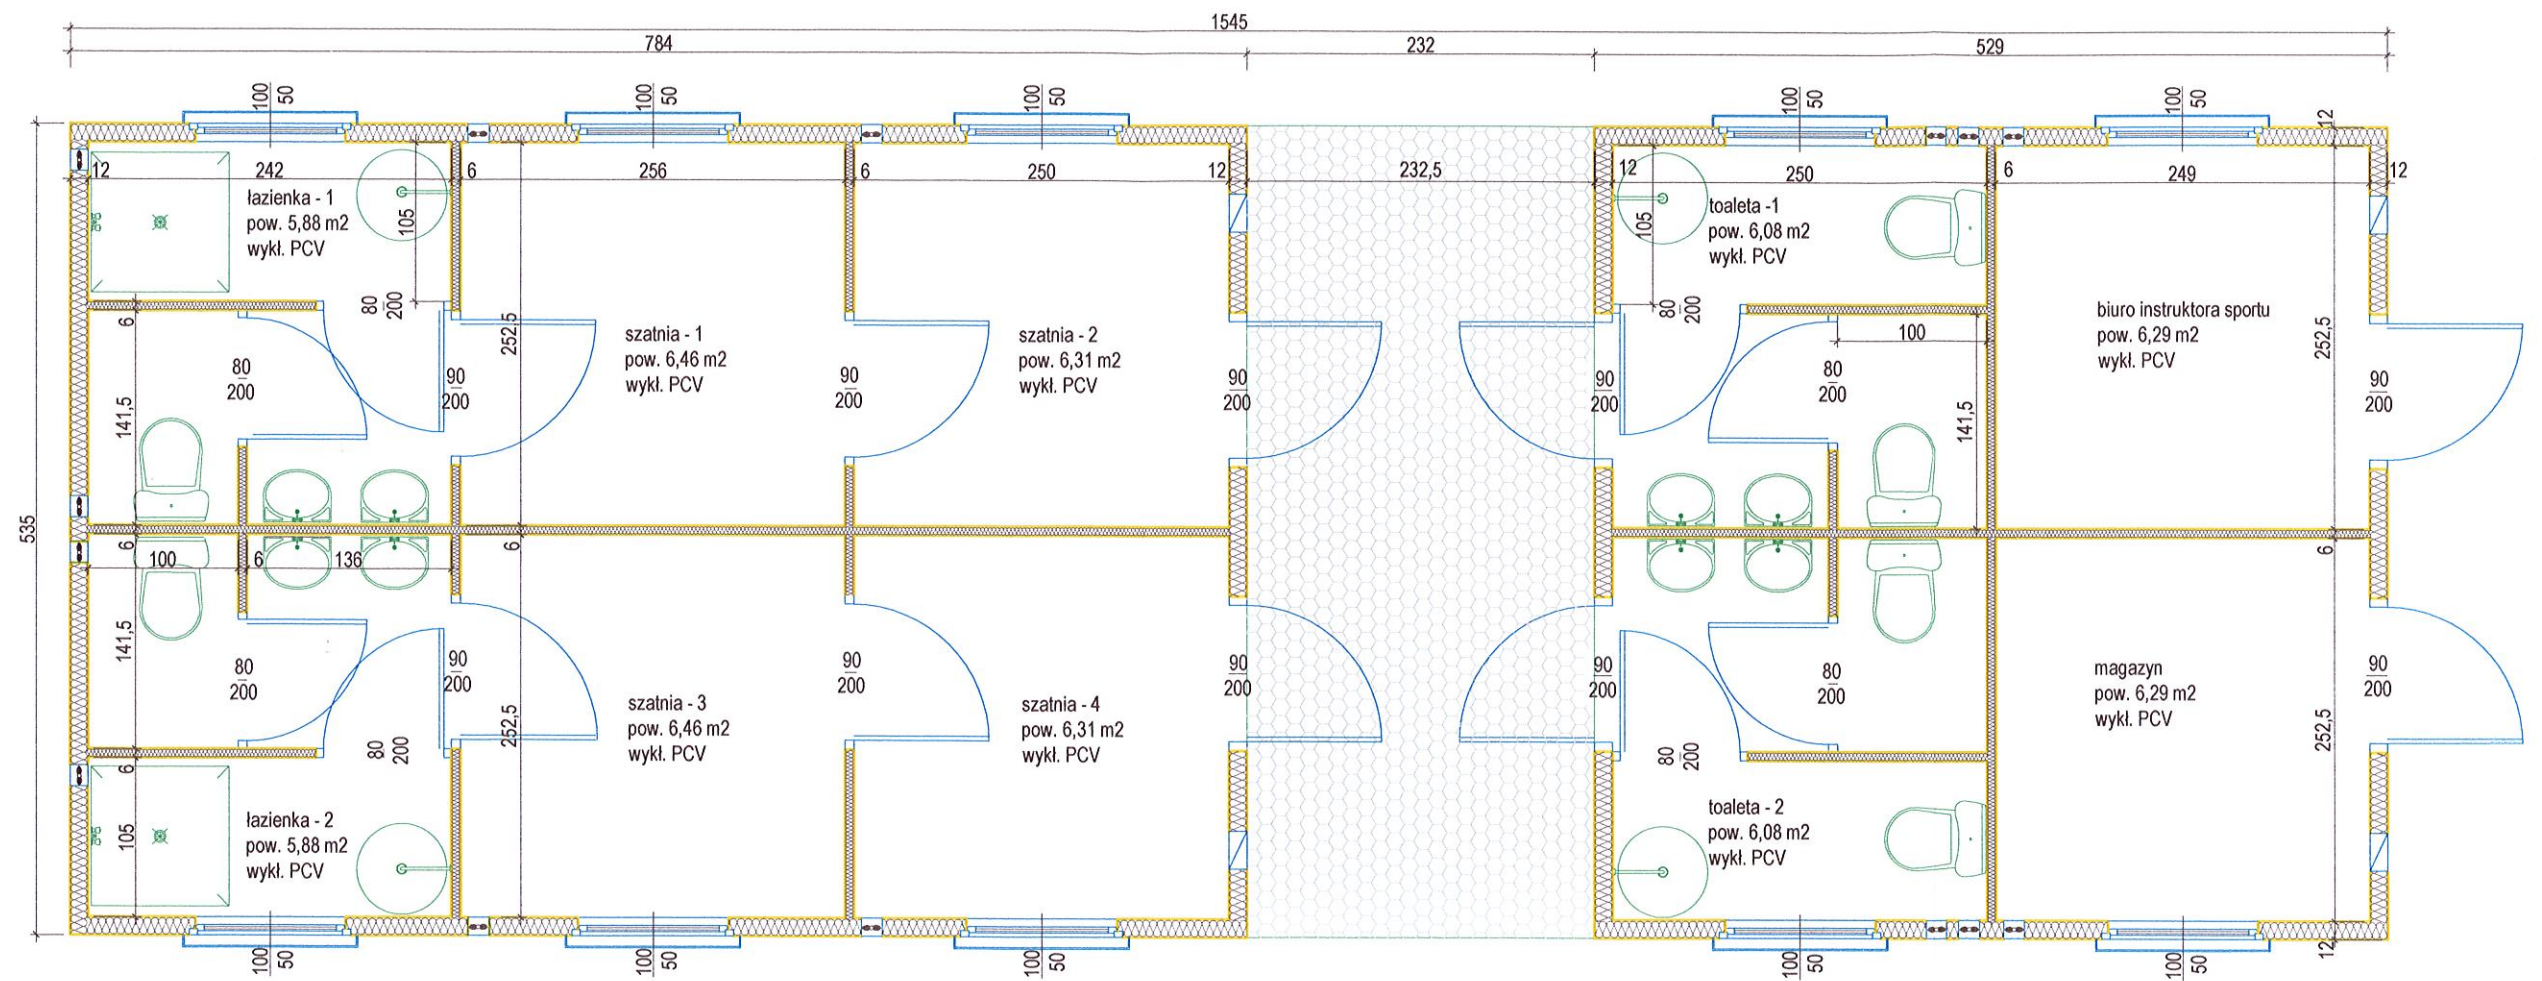 1545
784 232 529
100 50 100 50 100 50 100 50 100 50
12
12 242 6 256 6 250 12 232,5 12 250 6 249 12
105 105
łazienka - 1
pow. 5,88 m2
wykł. PCV
toaleta -1
pow. 6,08 m2
wykł. PCV
80 200 80 200
6 252,5 100 252,5
szatnia - 1
pow. 6,46 m2
wykł. PCV
szatnia - 2
pow. 6,31 m2
wykł. PCV
biuro instruktora sportu
pow. 6,29 m2
wykł. PCV
80 90 90 90 90 80 90
200 200 200 200 200 200 200
141,5 141,5
535
6 6 6
100 6 136
141,5
80 90 90 90 90 80 90
200 200 200 200 200 200 200
szatnia - 3
pow. 6,46 m2
wykł. PCV
szatnia - 4
pow. 6,31 m2
wykł. PCV
magazyn
pow. 6,29 m2
wykł. PCV
252,5 252,5
80 200 80 200
6
105
łazienka - 2
pow. 5,88 m2
wykł. PCV
toaleta - 2
pow. 6,08 m2
wykł. PCV
12
100 50 100 50 100 50 100 50 100 50